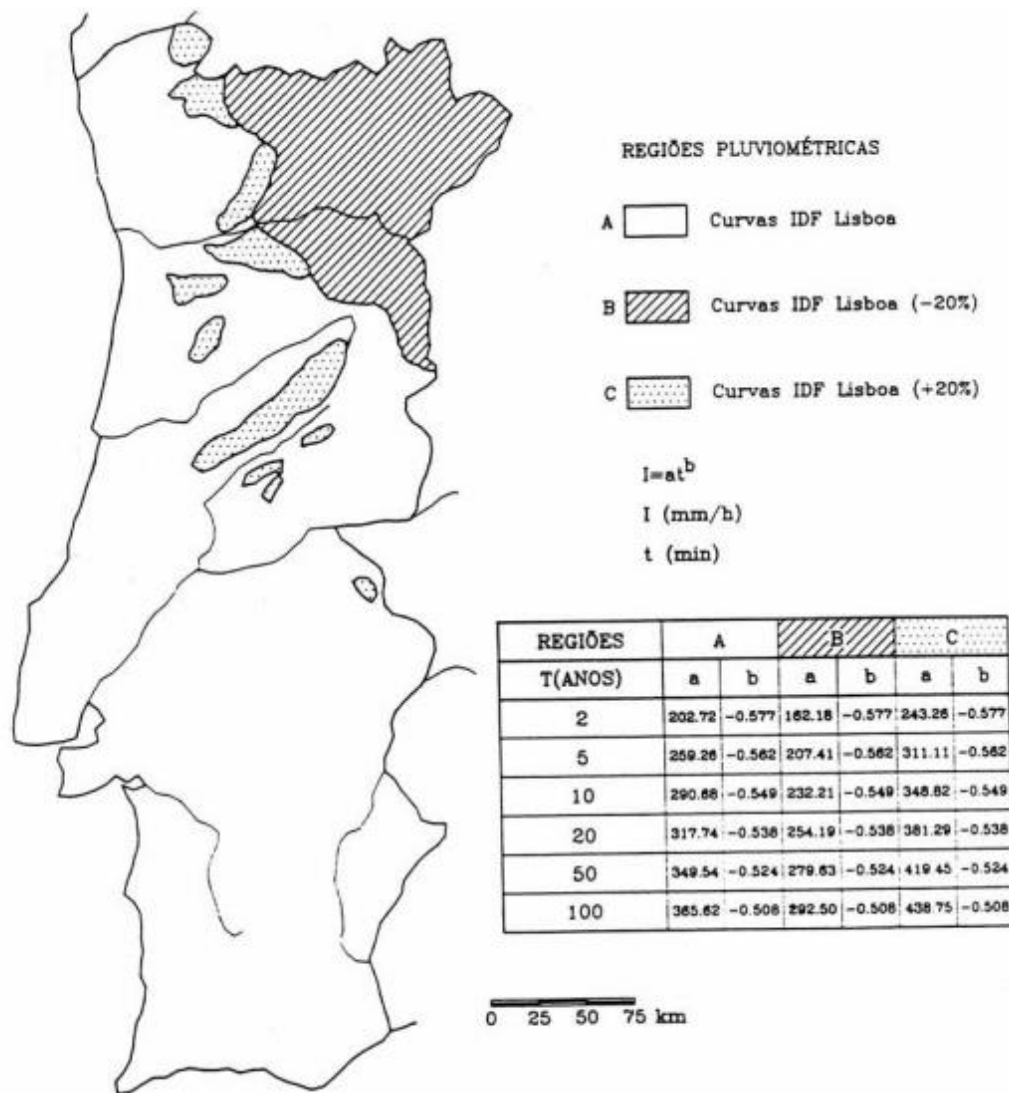 REGIÕES PLUVIOMÉTRICAS
A Curvas IDF Lisboa
B Curvas IDF Lisboa (-20%)
C Curvas IDF Lisboa (+20%)
I=at^b
I (mm/h)
t (min)
REGIÕES A B C
T(ANOS) a b a b a b
2 202.72 -0.577 162.18 -0.577 243.26 -0.577
5 259.26 -0.562 207.41 -0.562 311.11 -0.562
10 290.68 -0.549 232.21 -0.549 348.82 -0.549
20 317.74 -0.538 254.19 -0.538 381.29 -0.538
50 349.54 -0.524 279.63 -0.524 419.45 -0.524
100 365.62 -0.508 292.50 -0.508 438.75 -0.508
0 25 50 75 km